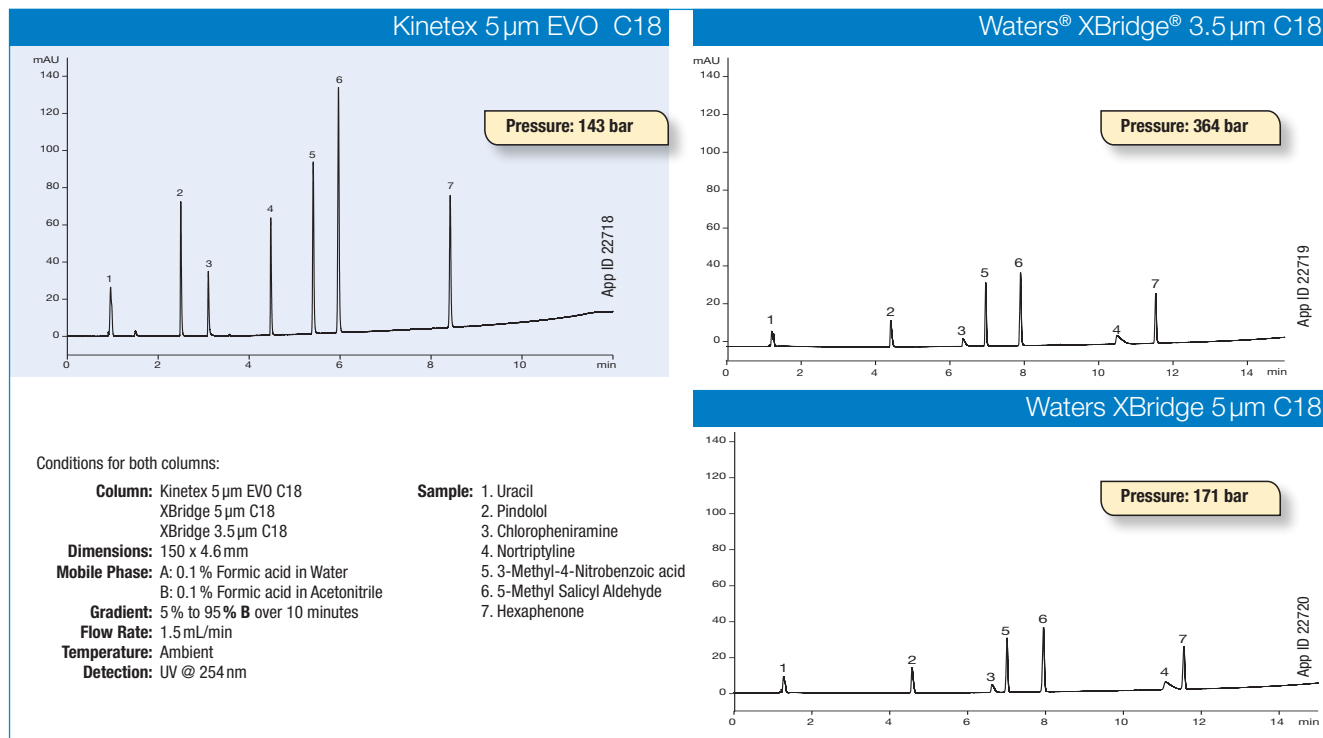 Kinetex 5 µm EVO C18
mAU
140
120
100
80
60
40
20
0
0 2 4 6 8 10 min
1
2
3
4
5
6
7
Pressure: 143 bar
App ID 22718
Waters® XBridge® 3.5 µm C18
mAU
140
120
100
80
60
40
20
0
0 2 4 6 8 10 12 14 min
1
2
3
5
6
4
7
Pressure: 364 bar
App ID 22719
Waters XBridge 5 µm C18
140
120
100
80
60
40
20
0
0 2 4 6 8 10 12 14 min
1
2
3
5
6
4
7
Pressure: 171 bar
App ID 22720
Conditions for both columns:
Column: Kinetex 5 µm EVO C18
XBridge 5 µm C18
XBridge 3.5 µm C18
Dimensions: 150 x 4.6 mm
Mobile Phase: A: 0.1 % Formic acid in Water
B: 0.1 % Formic acid in Acetonitrile
Gradient: 5 % to 95 % B over 10 minutes
Flow Rate: 1.5 mL/min
Temperature: Ambient
Detection: UV @ 254 nm
Sample: 1. Uracil
2. Pindolol
3. Chloropheniramine
4. Nortriptyline
5. 3-Methyl-4-Nitrobenzoic acid
6. 5-Methyl Salicyl Aldehyde
7. Hexaphenone